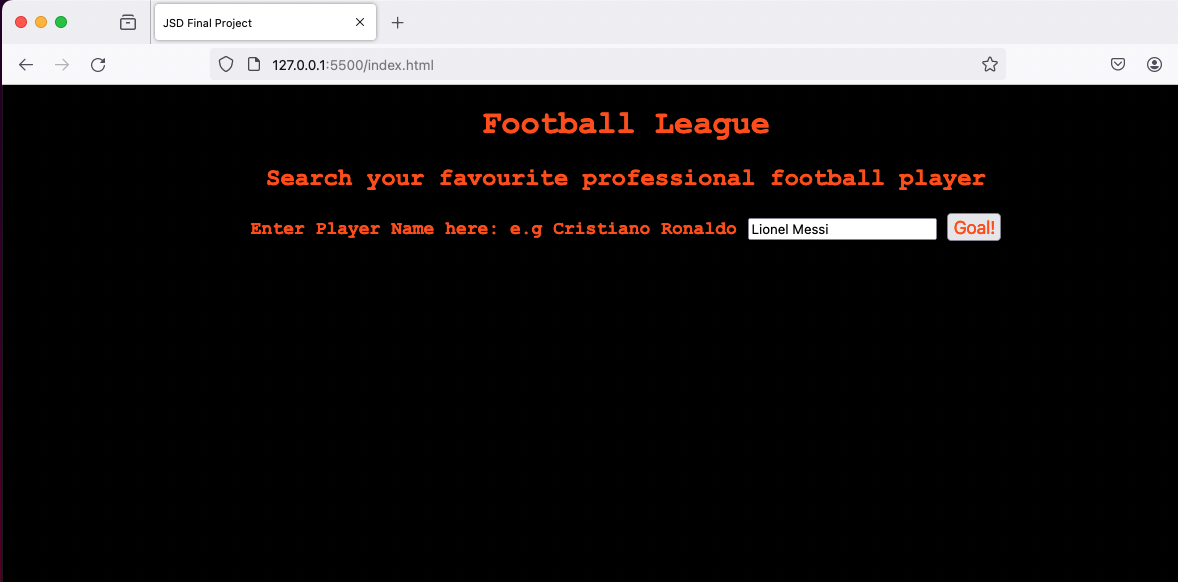 JSD Final Project
127.0.0.1:5500/index.html
Football League
Search your favourite professional football player
Enter Player Name here: e.g Cristiano Ronaldo Lionel Messi Goal!